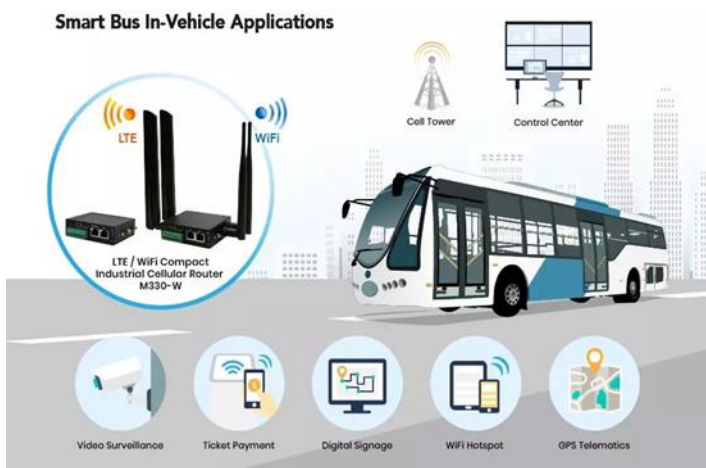 Smart Bus In-Vehicle Applications
LTE
WiFi
LTE / WiFi Compact
Industrial Cellular Router
M330-W
Cell Tower
Control Center
Video Surveillance
Ticket Payment
Digital Signage
WiFi Hotspot
GPS Telematics